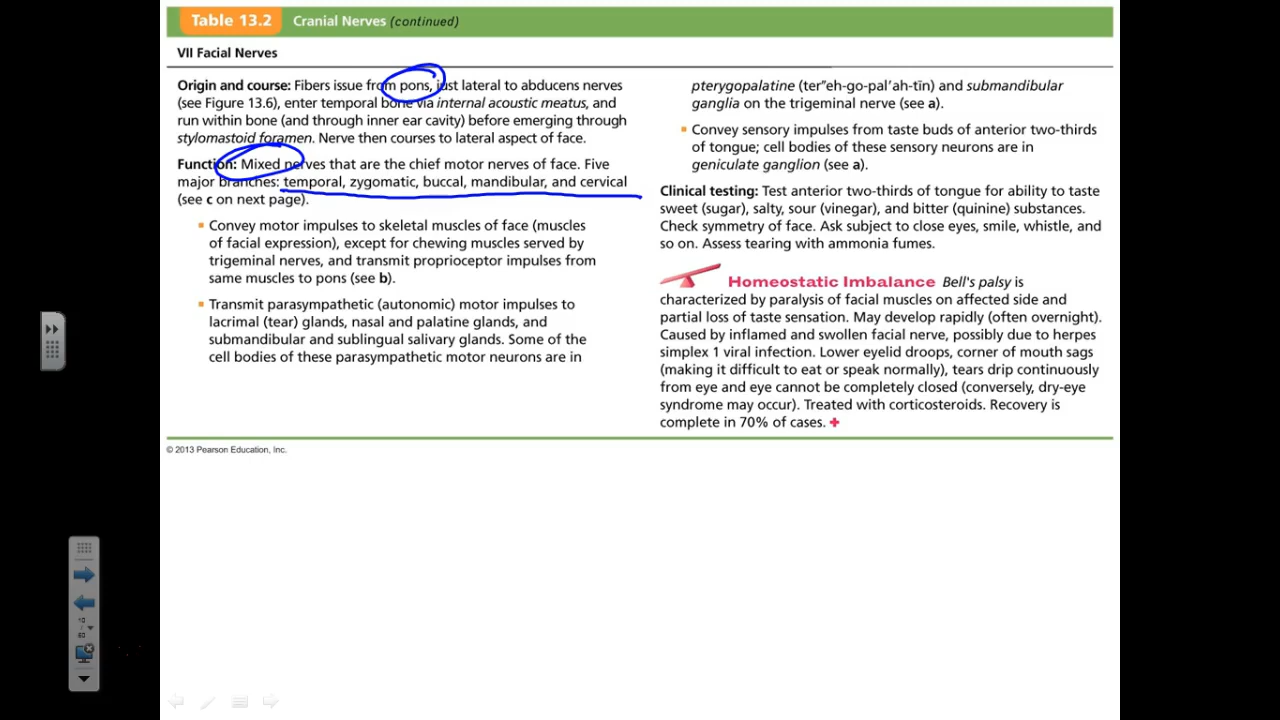 Table 13.2 Cranial Nerves (continued)
VII Facial Nerves
Origin and course: Fibers issue from pons, just lateral to abducens nerves
(see Figure 13.6), enter temporal bone via internal acoustic meatus, and
run within bone (and through inner ear cavity) before emerging through
stylomastoid foramen. Nerve then courses to lateral aspect of face.
Function: Mixed nerves that are the chief motor nerves of face. Five
major branches: temporal, zygomatic, buccal, mandibular, and cervical
(see c on next page).
▪ Convey motor impulses to skeletal muscles of face (muscles
of facial expression), except for chewing muscles served by
trigeminal nerves, and transmit proprioceptor impulses from
same muscles to pons (see b).
▪ Transmit parasympathetic (autonomic) motor impulses to
lacrimal (tear) glands, nasal and palatine glands, and
submandibular and sublingual salivary glands. Some of the
cell bodies of these parasympathetic motor neurons are in
pterygopalatine (ter″eh-go-pal′ah-tīn) and submandibular
ganglia on the trigeminal nerve (see a).
▪ Convey sensory impulses from taste buds of anterior two-thirds
of tongue; cell bodies of these sensory neurons are in
geniculate ganglion (see a).
Clinical testing: Test anterior two-thirds of tongue for ability to taste
sweet (sugar), salty, sour (vinegar), and bitter (quinine) substances.
Check symmetry of face. Ask subject to close eyes, smile, whistle, and
so on. Assess tearing with ammonia fumes.
Homeostatic Imbalance Bell's palsy is
characterized by paralysis of facial muscles on affected side and
partial loss of taste sensation. May develop rapidly (often overnight).
Caused by inflamed and swollen facial nerve, possibly due to herpes
simplex 1 viral infection. Lower eyelid droops, corner of mouth sags
(making it difficult to eat or speak normally), tears drip continuously
from eye and eye cannot be completely closed (conversely, dry-eye
syndrome may occur). Treated with corticosteroids. Recovery is
complete in 70% of cases. ✚
© 2013 Pearson Education, Inc.